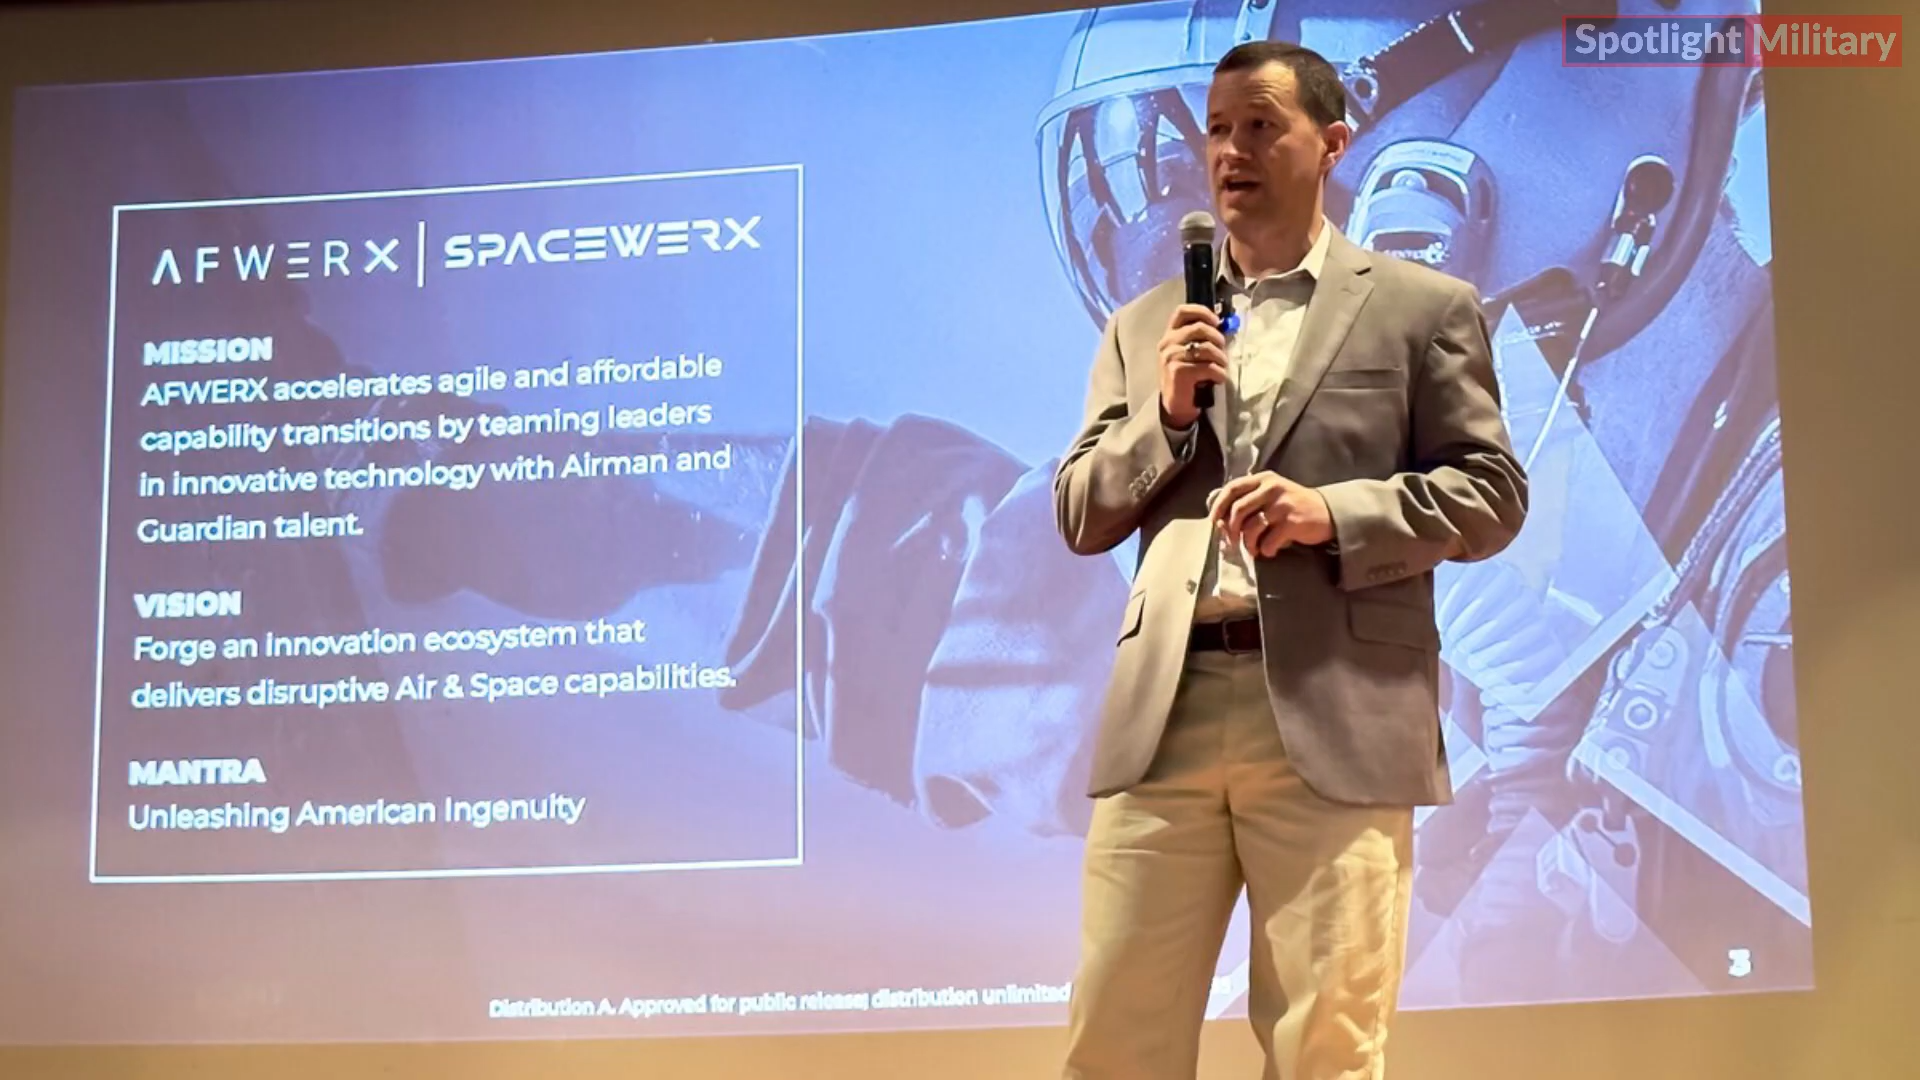 Spotlight Military
AFWERX | SPACEWERX
MISSION
AFWERX accelerates agile and affordable
capability transitions by teaming leaders
in innovative technology with Airman and
Guardian talent.
VISION
Forge an innovation ecosystem that
delivers disruptive Air & Space capabilities.
MANTRA
Unleashing American Ingenuity
3
Distribution A. Approved for public release; distribution unlimited